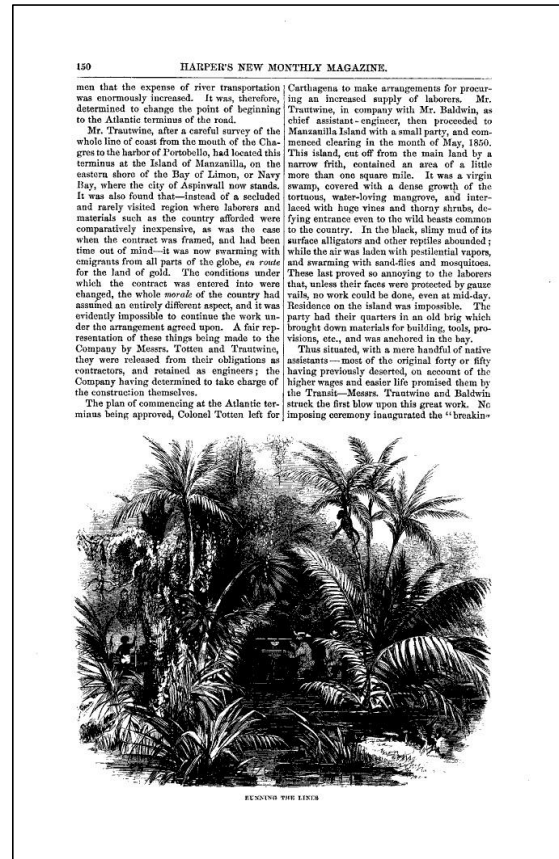 150 HARPER'S NEW MONTHLY MAGAZINE.
men that the expense of river transportation
was enormously increased. It was, therefore,
determined to change the point of beginning
to the Atlantic terminus of the road.
Mr. Trautwine, after a careful survey of the
whole line of coast from the mouth of the Cha-
gres to the harbor of Portobello, had located this
terminus at the Island of Manzanilla, on the
eastern shore of the Bay of Limon, or Navy
Bay, where the city of Aspinwall now stands.
It was also found that—instead of a secluded
and rarely visited region where laborers and
materials such as the country afforded were
comparatively inexpensive, as was the case
when the contract was framed, and had been
time out of mind—it was now swarming with
emigrants from all parts of the globe, en route
for the land of gold. The conditions under
which the contract was entered into were
changed, the whole morale of the country had
assumed an entirely different aspect, and it was
evidently impossible to continue the work un-
der the arrangement agreed upon. A fair rep-
resentation of these things being made to the
Company by Messrs. Totten and Trautwine,
they were released from their obligations as
contractors, and retained as engineers; the
Company having determined to take charge of
the construction themselves.
The plan of commencing at the Atlantic ter-
minus being approved, Colonel Totten left for
Carthagena to make arrangements for procur-
ing an increased supply of laborers. Mr.
Trautwine, in company with Mr. Baldwin, as
chief assistant-engineer, then proceeded to
Manzanilla Island with a small party, and com-
menced clearing in the month of May, 1850.
This island, cut off from the main land by a
narrow frith, contained an area of a little
more than one square mile. It was a virgin
swamp, covered with a dense growth of the
tortuous, water-loving mangrove, and inter-
laced with huge vines and thorny shrubs, de-
fying entrance even to the wild beasts common
to the country. In the black, slimy mud of its
surface alligators and other reptiles abounded;
while the air was laden with pestilential vapors,
and swarming with sand-flies and mosquitoes.
These last proved so annoying to the laborers
that, unless their faces were protected by gauze
vails, no work could be done, even at mid-day.
Residence on the island was impossible. The
party had their quarters in an old brig which
brought down materials for building, tools, pro-
visions, etc., and was anchored in the bay.
Thus situated, with a mere handful of native
assistants—most of the original forty or fifty
having previously deserted, on account of the
higher wages and easier life promised them by
the Transit—Messrs. Trautwine and Baldwin
struck the first blow upon this great work. No
imposing ceremony inaugurated the "breakin
RUNNING THE LINES